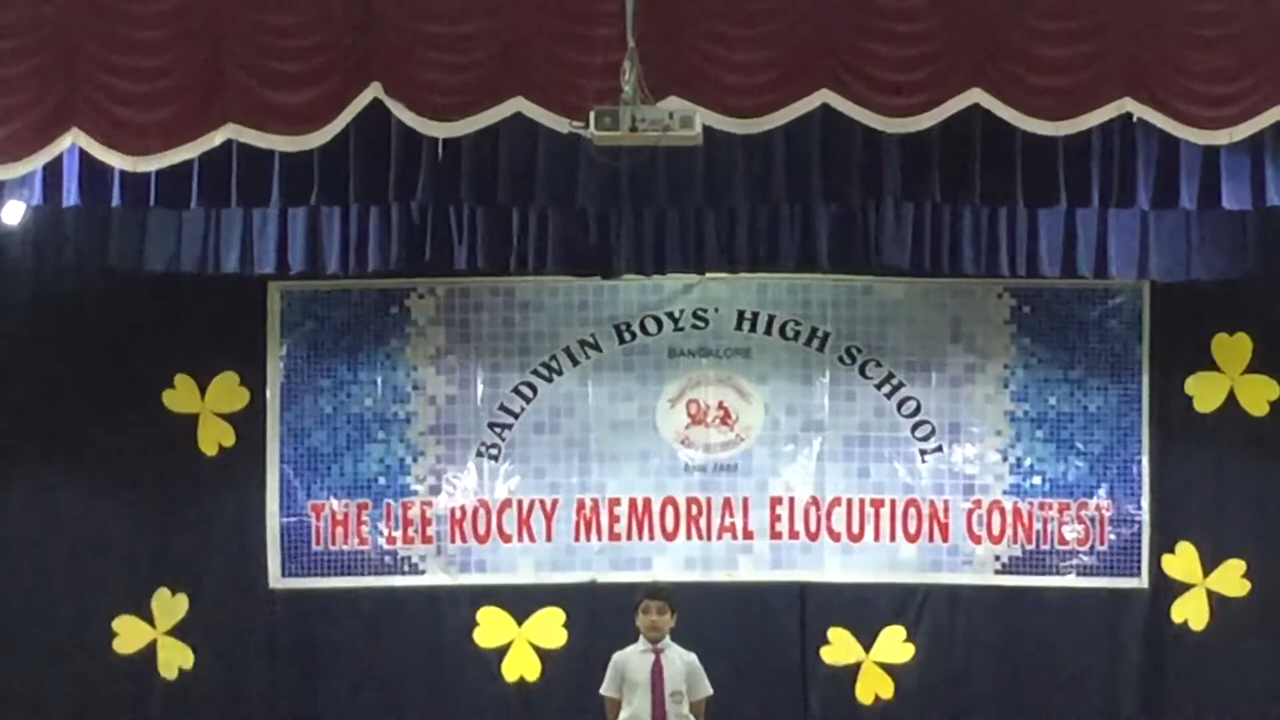 BALDWIN BOYS' HIGH SCHOOL
BANGALORE
THE LEE ROCKY MEMORIAL ELOCUTION CONTEST